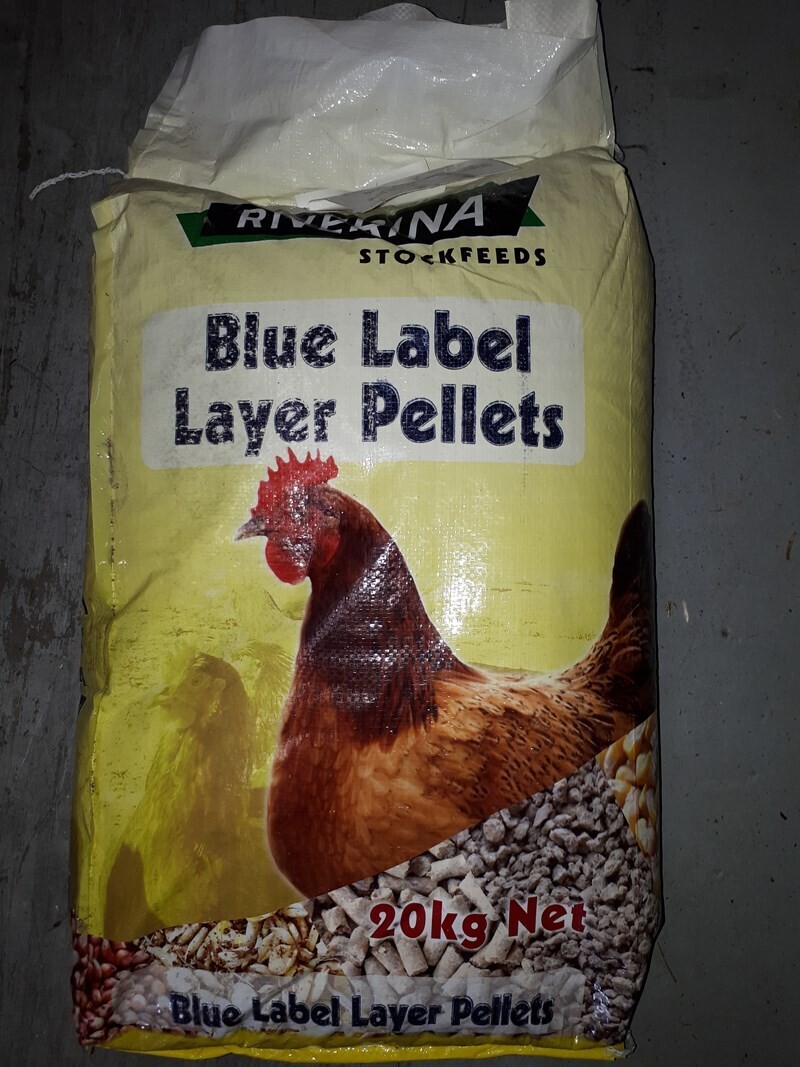 RIVERINA
STOCKFEEDS
Blue Label
Layer Pellets
20kg Net
Blue Label Layer Pellets